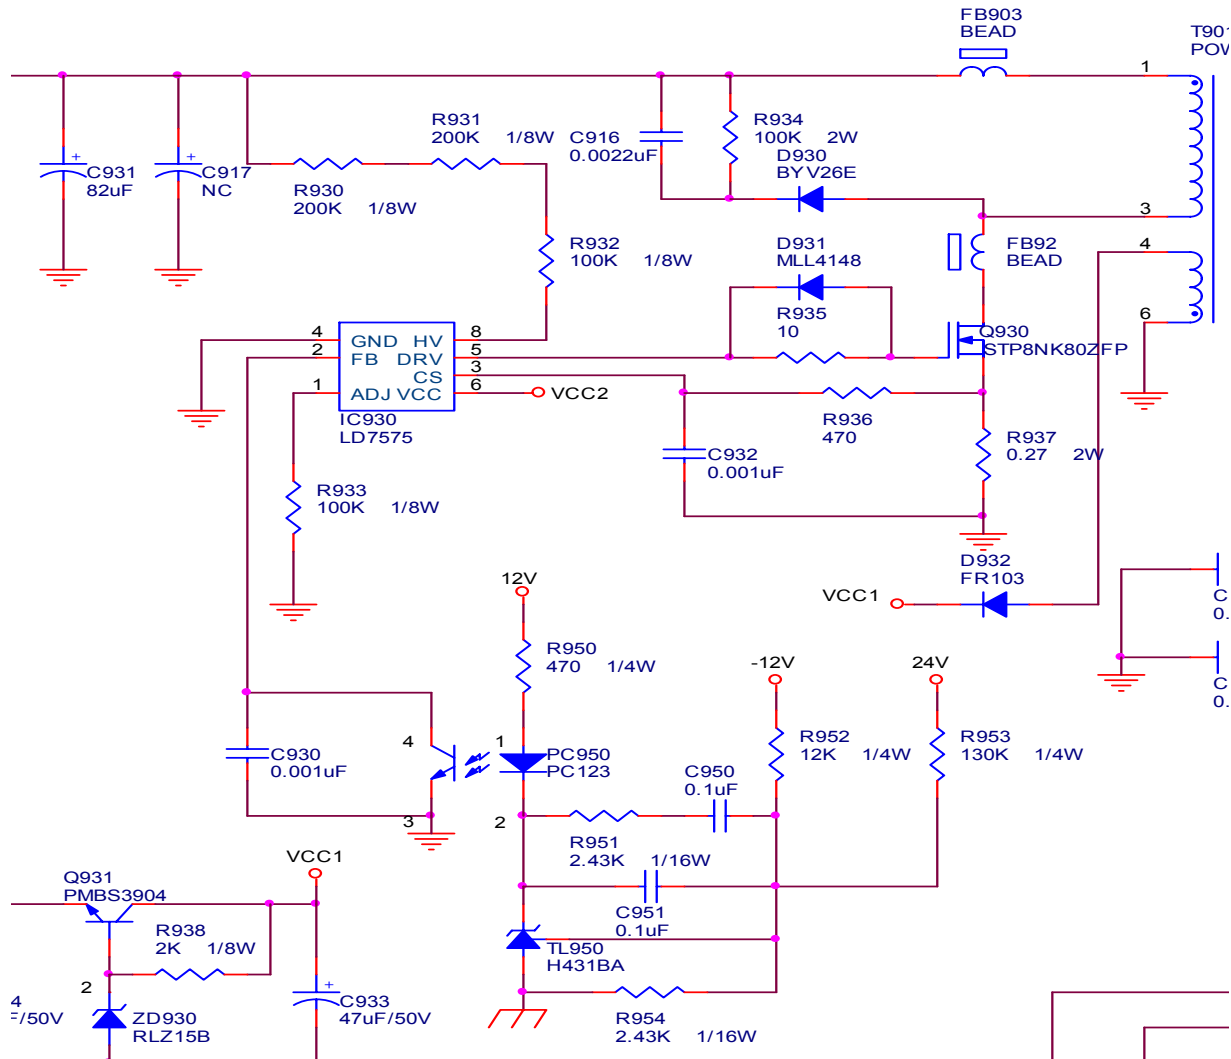 FB903
BEAD
T901
POW
1
R931
200K 1/8W
C916
0.0022uF
R934
100K 2W
D930
BYV26E
+
C931
82uF
+
C917
NC
R930
200K 1/8W
3
R932
100K 1/8W
D931
MLL4148
FB92
BEAD
4
R935
10
6
Q930
STP8NK80ZFP
4
2
1
GND HV
FB DRV
CS
ADJ VCC
8
5
3
6
VCC2
IC930
LD7575
R936
470
R937
0.27 2W
C932
0.001uF
R933
100K 1/8W
D932
FR103
12V
VCC1
C
0.
R950
470 1/4W
-12V
24V
C
0.
4
1
PC950
PC123
R952
12K 1/4W
R953
130K 1/4W
C930
0.001uF
C950
0.1uF
3
2
R951
2.43K 1/16W
VCC1
Q931
PMBS3904
C951
0.1uF
R938
2K 1/8W
TL950
H431BA
2
+
4
F/50V
ZD930
RLZ15B
C933
47uF/50V
R954
2.43K 1/16W